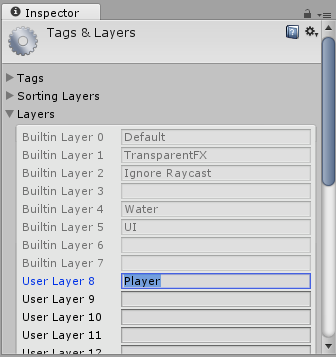 Inspector
Tags & Layers
Tags
Sorting Layers
Layers
Builtin Layer 0 Default
Builtin Layer 1 TransparentFX
Builtin Layer 2 Ignore Raycast
Builtin Layer 3
Builtin Layer 4 Water
Builtin Layer 5 UI
Builtin Layer 6
Builtin Layer 7
User Layer 8 Player
User Layer 9
User Layer 10
User Layer 11
User Layer 12